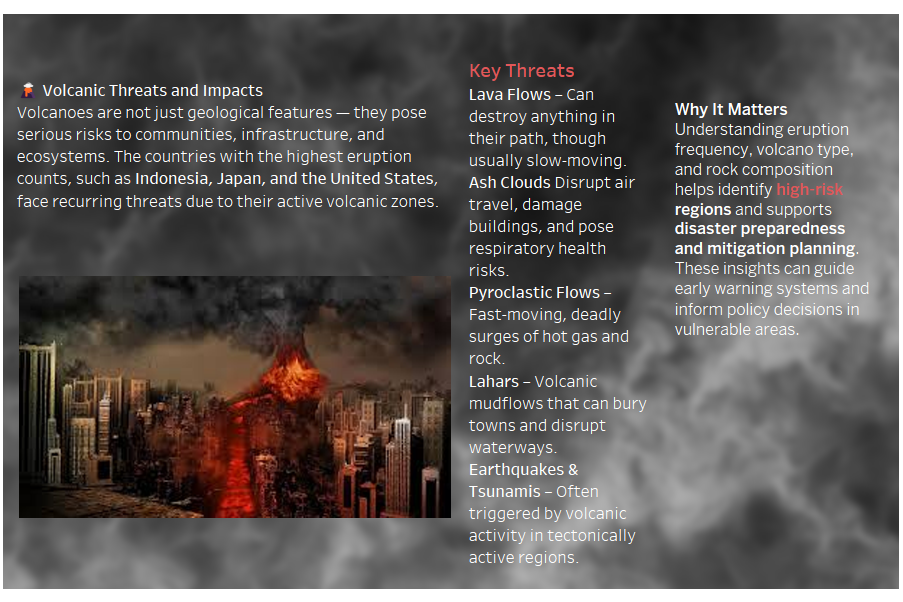 🌋 Volcanic Threats and Impacts
Volcanoes are not just geological features — they pose
serious risks to communities, infrastructure, and
ecosystems. The countries with the highest eruption
counts, such as Indonesia, Japan, and the United States,
face recurring threats due to their active volcanic zones.
Key Threats
Lava Flows – Can
destroy anything in
their path, though
usually slow-moving.
Ash Clouds Disrupt air
travel, damage
buildings, and pose
respiratory health
risks.
Pyroclastic Flows –
Fast-moving, deadly
surges of hot gas and
rock.
Lahars – Volcanic
mudflows that can bury
towns and disrupt
waterways.
Earthquakes &
Tsunamis – Often
triggered by volcanic
activity in tectonically
active regions.
Why It Matters
Understanding eruption
frequency, volcano type,
and rock composition
helps identify high-risk
regions and supports
disaster preparedness
and mitigation planning.
These insights can guide
early warning systems and
inform policy decisions in
vulnerable areas.